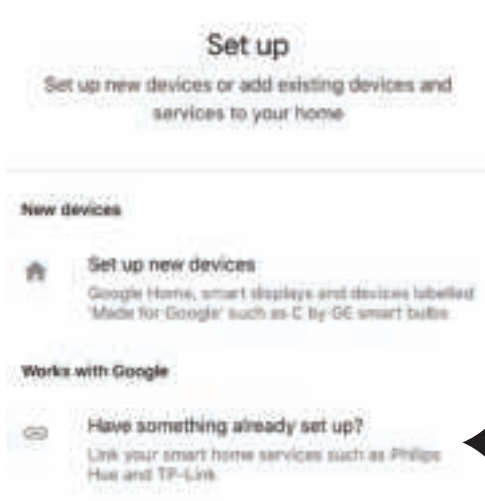 Set up
Set up new devices or add existing devices and
services to your home
New devices
Set up new devices
Google Home, smart displays and devices labelled
'Made for Google' such as C by GE smart bulbs
Works with Google
Have something already set up?
Link your smart home services such as Philips
Hue and TP-Link